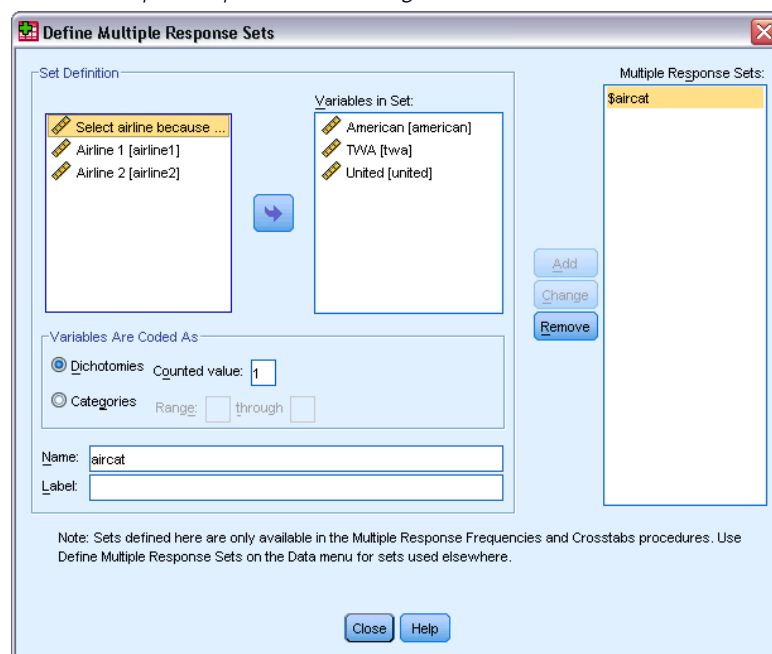 Define Multiple Response Sets
Set Definition
Select airline because ...
Airline 1 [airline1]
Airline 2 [airline2]
Variables in Set:
American [american]
TWA [twa]
United [united]
Variables Are Coded As
Dichotomies Counted value: 1
Categories Range: through
Name: aircat
Label:
Multiple Response Sets:
$aircat
Add
Change
Remove
Note: Sets defined here are only available in the Multiple Response Frequencies and Crosstabs procedures. Use
Define Multiple Response Sets on the Data menu for sets used elsewhere.
Close Help